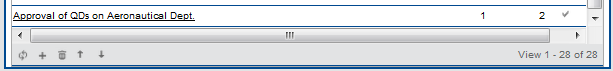 Approval of QDs on Aeronautical Dept. 1 2
View 1 - 28 of 28